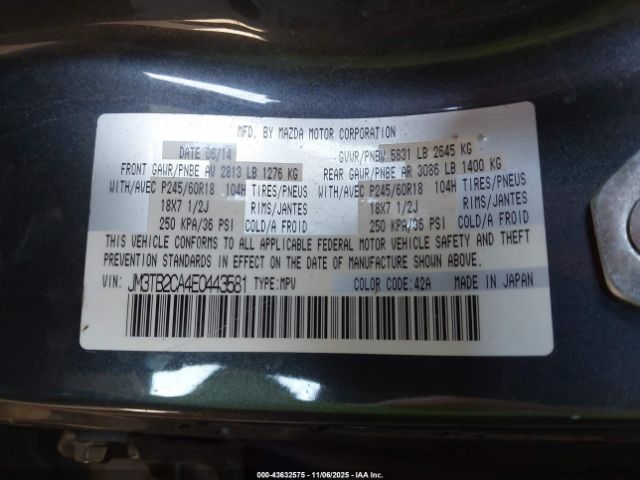 MFD. BY MAZDA MOTOR CORPORATION
DATE 06/14 GVWR/PNBV 5831 LB 2645 KG
FRONT GAWR/PNBE AV 2813 LB 1276 KG REAR GAWR/PNBE AR 3086 LB 1400 KG
WITH/AVEC P245/60R18 104H TIRES/PNEUS WITH/AVEC P245/60R18 104H TIRES/PNEUS
18X7 1/2J RIMS/JANTES 18X7 1/2J RIMS/JANTES
250 KPA/36 PSI COLD/A FROID 250 KPA/36 PSI COLD/A FROID
THIS VEHICLE CONFORMS TO ALL APPLICABLE FEDERAL MOTOR VEHICLE SAFETY AND THEFT
PREVENTION STANDARDS IN EFFECT ON THE DATE OF MANUFACTURE SHOWN ABOVE.
VIN: JM3TB2CA4E0443581 TYPE:MPV COLOR CODE:42A MADE IN JAPAN
000-43632575 - 11/06/2025 - IAA Inc.